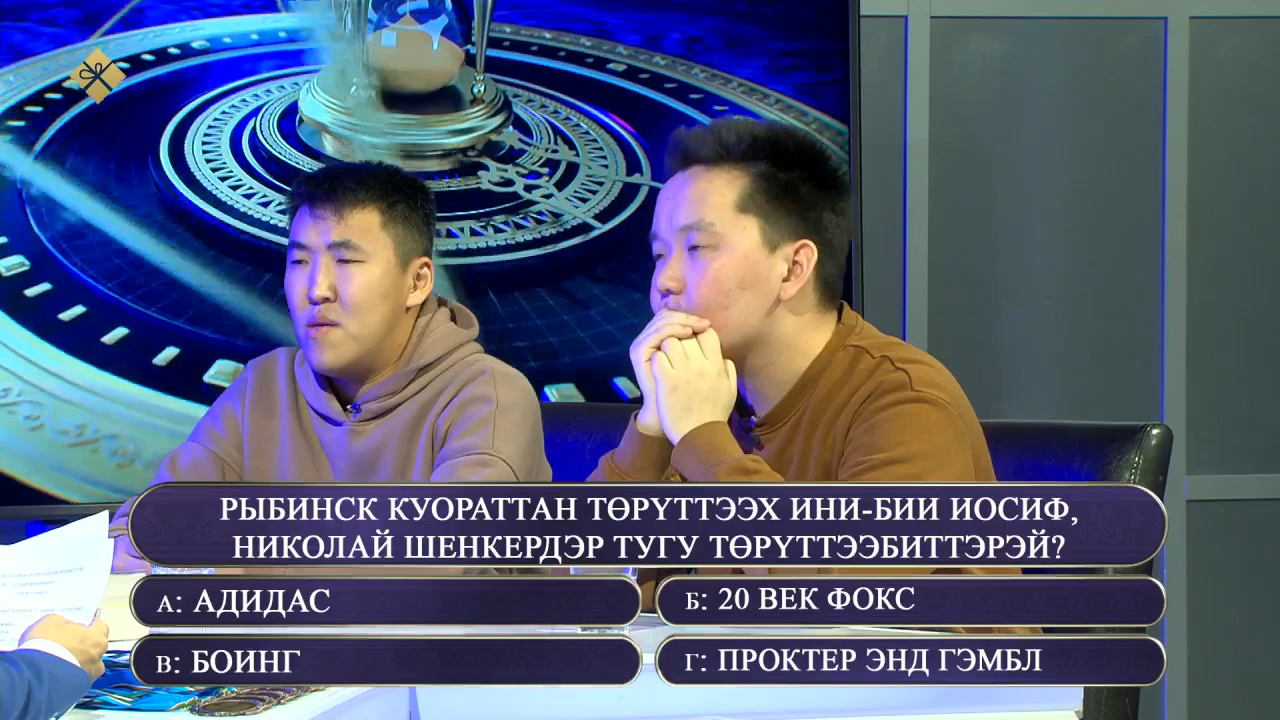 РЫБИНСК КУОРАТТАН ТӨРҮТТЭЭХ ИНИ-БИИ ИОСИФ,
НИКОЛАЙ ШЕНКЕРДЭР ТУГУ ТӨРҮТТЭЭБИТТЭРЭЙ?
А: АДИДАС
Б: 20 ВЕК ФОКС
В: БОИНГ
Г: ПРОКТЕР ЭНД ГЭМБЛ